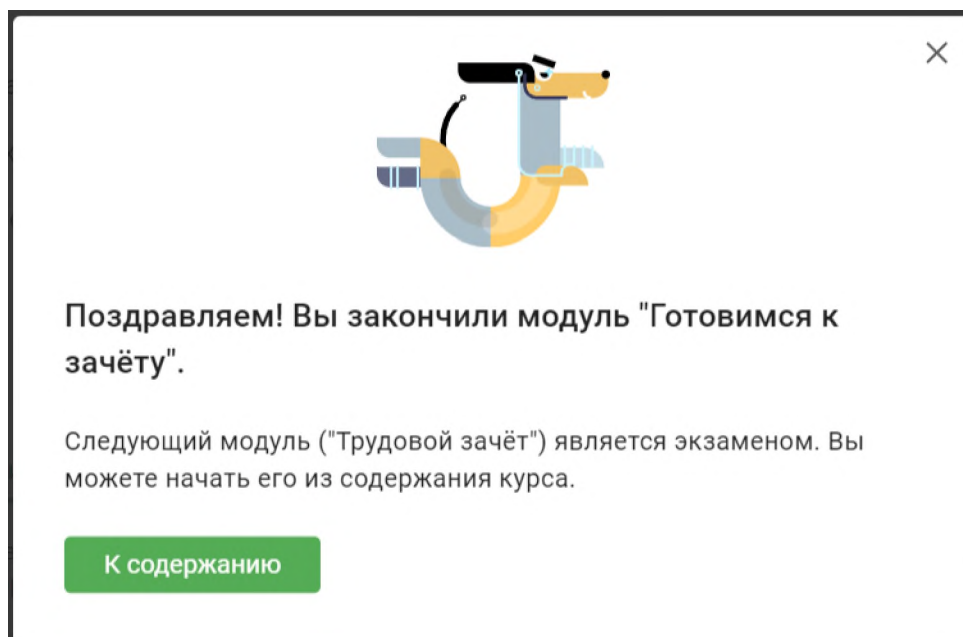 Поздравляем! Вы закончили модуль "Готовимся к
зачёту".
Следующий модуль ("Трудовой зачёт") является экзаменом. Вы
можете начать его из содержания курса.
К содержанию